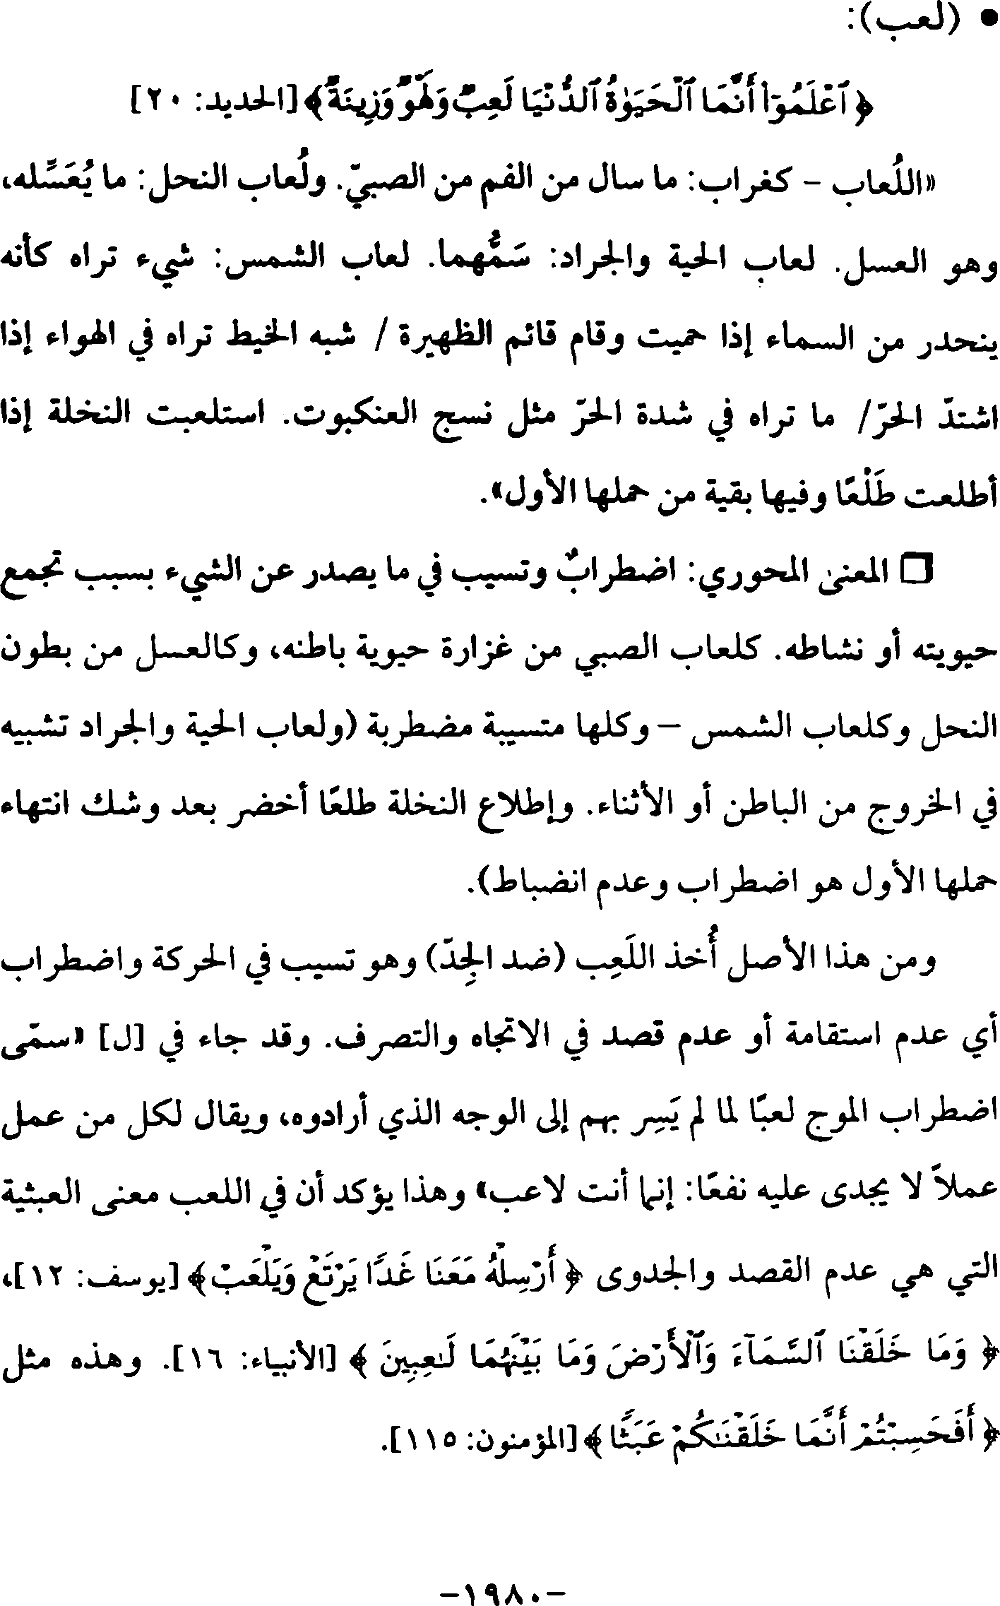 • (لعب):
﴿ ٱعْلَمُوٓا۟ أَنَّمَا ٱلْحَيَوٰةُ ٱلدُّنْيَا لَعِبٌ وَلَهْوٌ وَزِينَةٌ﴾ [الحديد: ٢٠]
«اللُعاب – كغراب: ما سال من الفم من الصبيّ. ولُعاب النحل: ما يُعَسِّله،
وهو العسل. لعاب الحية والجراد: سَمُّهما. لعاب الشمس: شيء تراه كأنه
ينحدر من السماء إذا حميت وقام قائم الظهيرة / شبه الخيط تراه في الهواء إذا
اشتدّ الحرّ/ ما تراه في شدة الحرّ مثل نسج العنكبوت. استلعبت النخلة إذا
أطلعت طَلْعًا وفيها بقية من حملها الأول».
❏ المعنى المحوري: اضطرابٌ وتسيب في ما يصدر عن الشيء بسبب تجمع
حيويته أو نشاطه. كلعاب الصبي من غزارة حيوية باطنه، وكالعسل من بطون
النحل وكلعاب الشمس – وكلها متسيبة مضطربة (ولعاب الحية والجراد تشبيه
في الخروج من الباطن أو الأثناء. وإطلاع النخلة طلعًا أخضر بعد وشك انتهاء
حملها الأول هو اضطراب وعدم انضباط).
ومن هذا الأصل أُخذ اللَعِب (ضد الجِدّ) وهو تسيب في الحركة واضطراب
أي عدم استقامة أو عدم قصد في الاتجاه والتصرف. وقد جاء في [ل] «سمّى
اضطراب الموج لعبًا لما لم يَسِر بهم إلى الوجه الذي أرادوه، ويقال لكل من عمل
عملاً لا يجدى عليه نفعًا: إنما أنت لاعب» وهذا يؤكد أن في اللعب معنى العبثية
التي هي عدم القصد والجدوى ﴿ أَرْسِلْهُ مَعَنَا غَدًا يَرْتَعْ وَيَلْعَبْ﴾ [يوسف: ١٢]،
﴿ وَمَا خَلَقْنَا ٱلسَّمَآءَ وَٱلْأَرْضَ وَمَا بَيْنَهُمَا لَـٰعِبِينَ ﴾ [الأنبياء: ١٦]. وهذه مثل
﴿ أَفَحَسِبْتُمْ أَنَّمَا خَلَقْنَـٰكُمْ عَبَثًا ﴾ [المؤمنون: ١١٥].
–١٩٨٠–